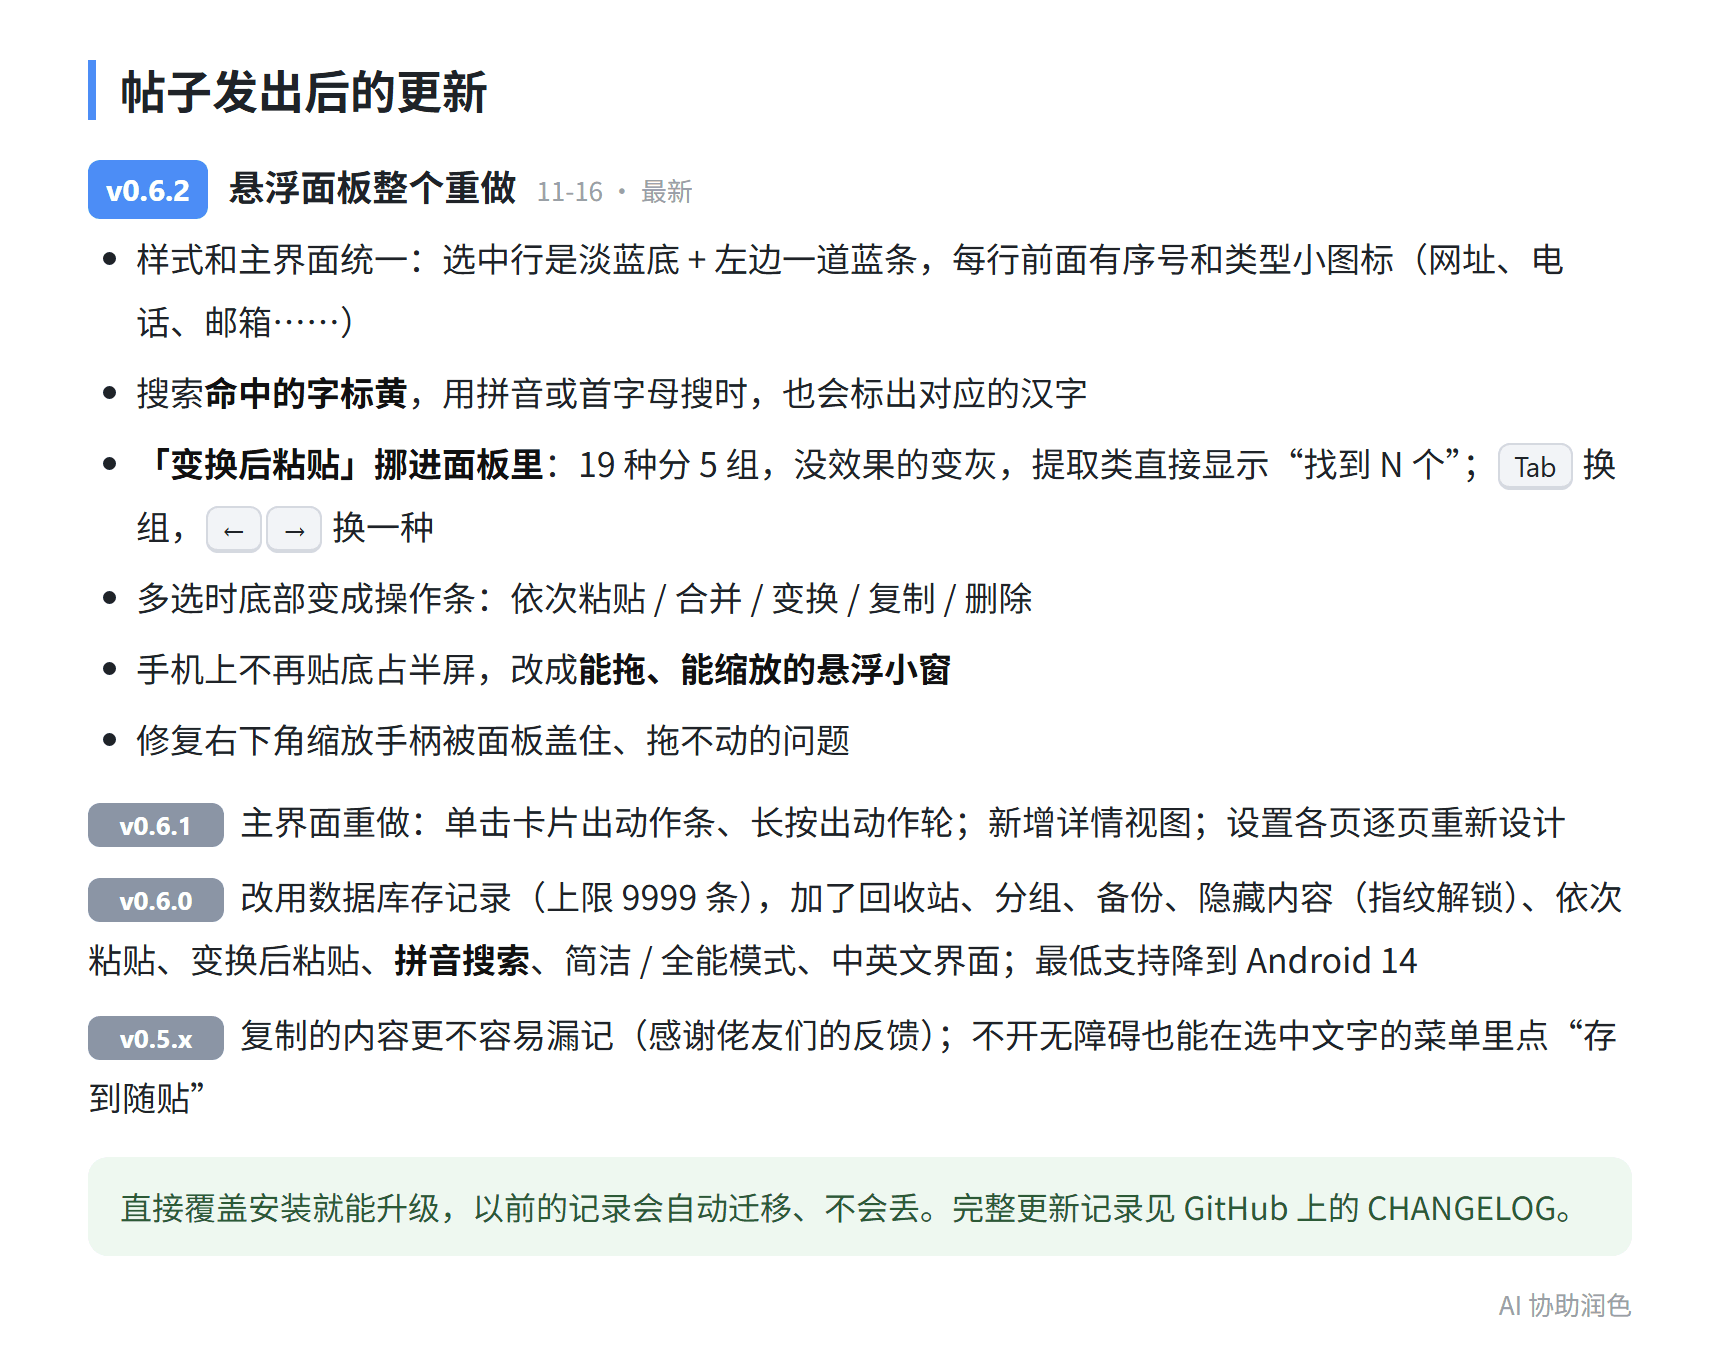 帖子发出后的更新
v0.6.2 悬浮面板整个重做 11-16 · 最新
• 样式和主界面统一：选中行是淡蓝底 + 左边一道蓝条，每行前面有序号和类型小图标（网址、电
话、邮箱……）
• 搜索命中的字标黄，用拼音或首字母搜时，也会标出对应的汉字
• 「变换后粘贴」挪进面板里：19 种分 5 组，没效果的变灰，提取类直接显示“找到 N 个”；Tab 换
组，← → 换一种
• 多选时底部变成操作条：依次粘贴 / 合并 / 变换 / 复制 / 删除
• 手机上不再贴底占半屏，改成能拖、能缩放的悬浮小窗
• 修复右下角缩放手柄被面板盖住、拖不动的问题
v0.6.1 主界面重做：单击卡片出动作条、长按出动作轮；新增详情视图；设置各页逐页重新设计
v0.6.0 改用数据库存记录（上限 9999 条），加了回收站、分组、备份、隐藏内容（指纹解锁）、依次
粘贴、变换后粘贴、拼音搜索、简洁 / 全能模式、中英文界面；最低支持降到 Android 14
v0.5.x 复制的内容更不容易漏记（感谢佬友们的反馈）；不开无障碍也能在选中文字的菜单里点“存
到随贴”
直接覆盖安装就能升级，以前的记录会自动迁移、不会丢。完整更新记录见 GitHub 上的 CHANGELOG。
AI 协助润色